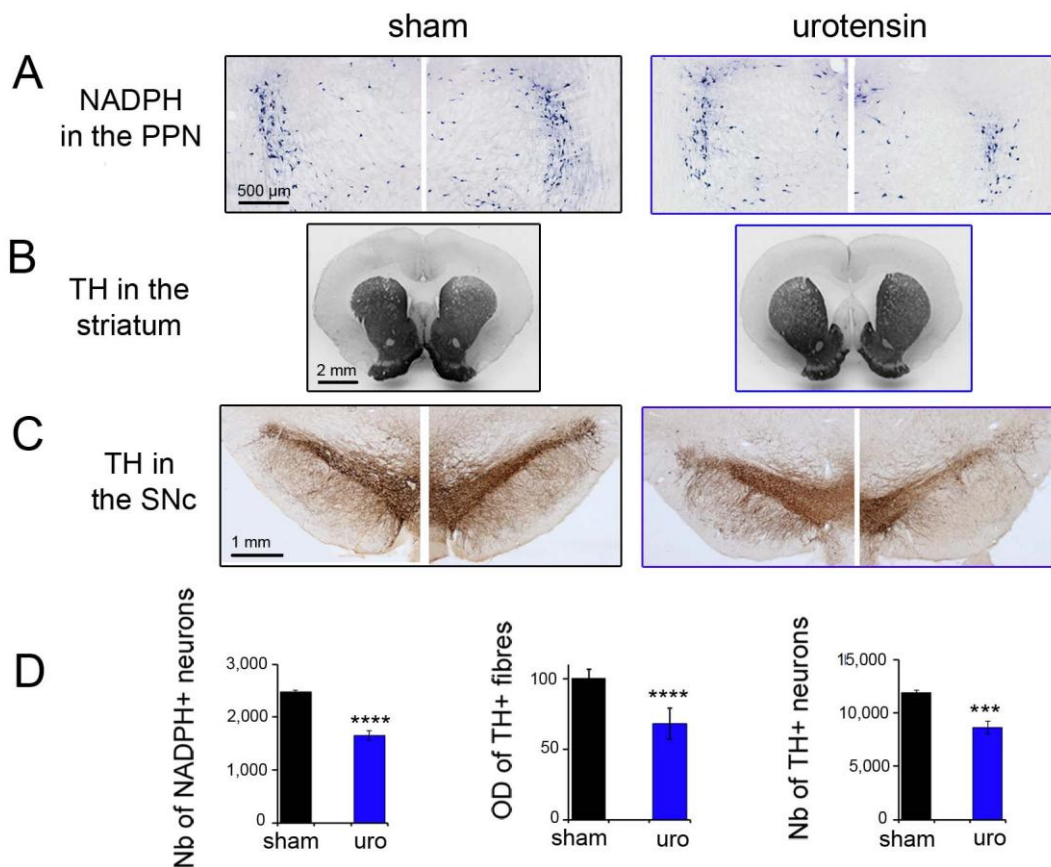 sham
urotensin
A
NADPH
in the PPN
500 µm
B
TH in the
striatum
2 mm
C
TH in
the SNc
1 mm
D
Nb of NADPH+ neurons
3,000
2,000
1,000
0
****
sham
uro
OD of TH+ fibres
100
50
0
****
sham
uro
Nb of TH+ neurons
15,000
10,000
5,000
0
***
sham
uro